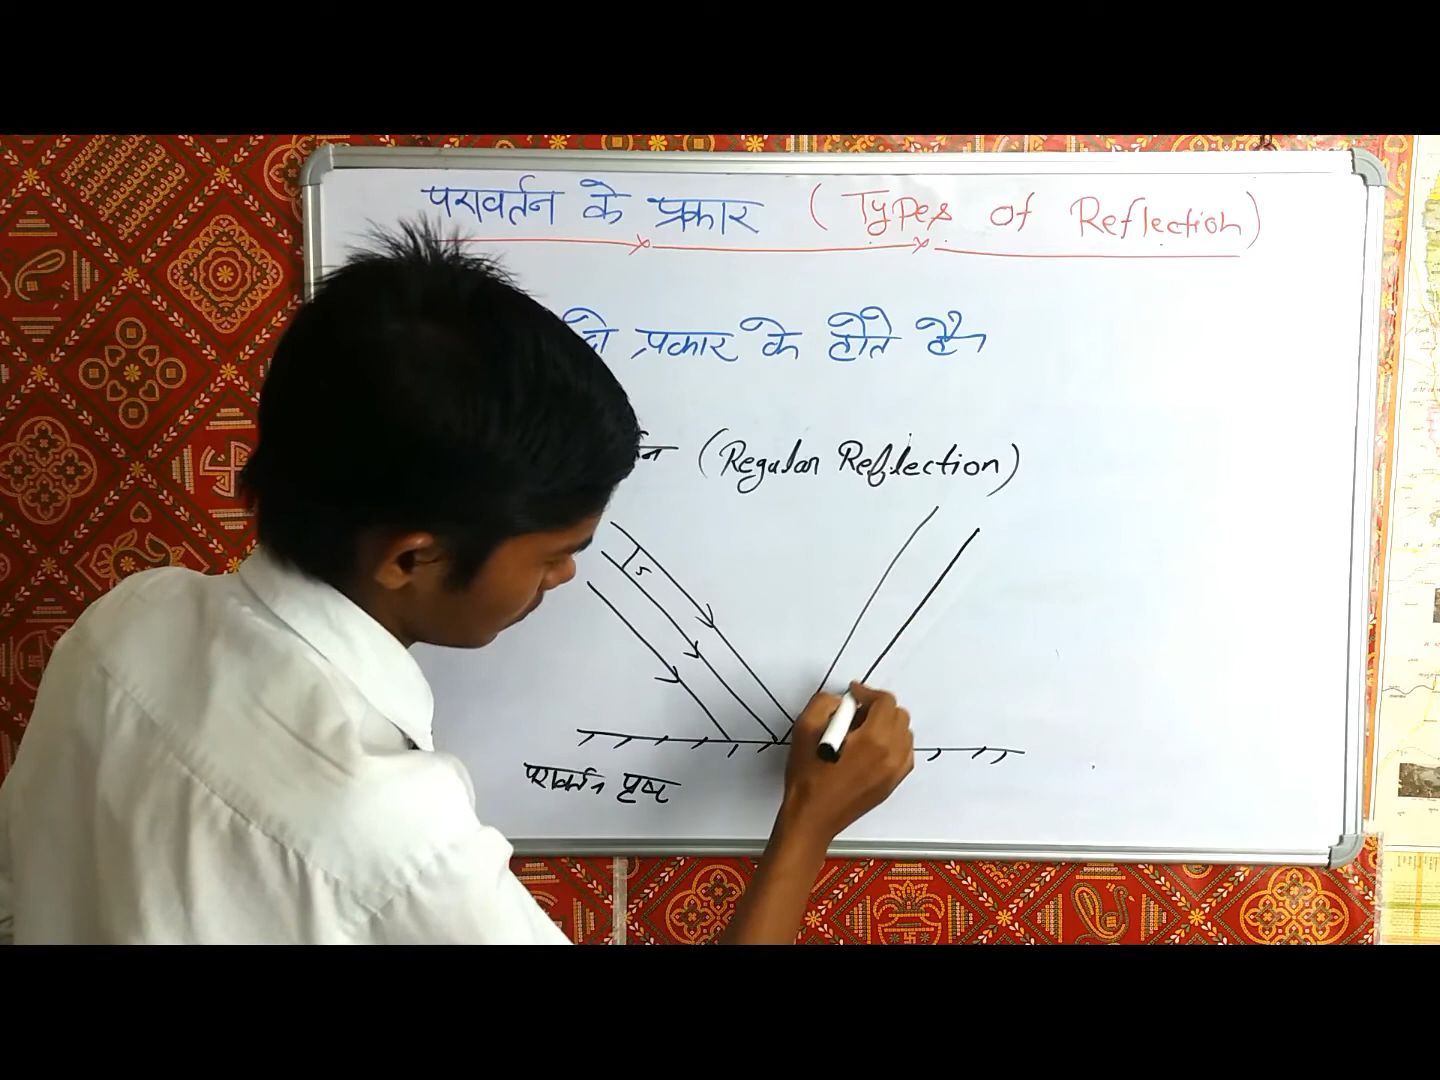 परावर्तन के प्रकार ( Types of Reflection)
दो प्रकार के होते है
(Regular Reflection)
परावर्तन पृष्ठ